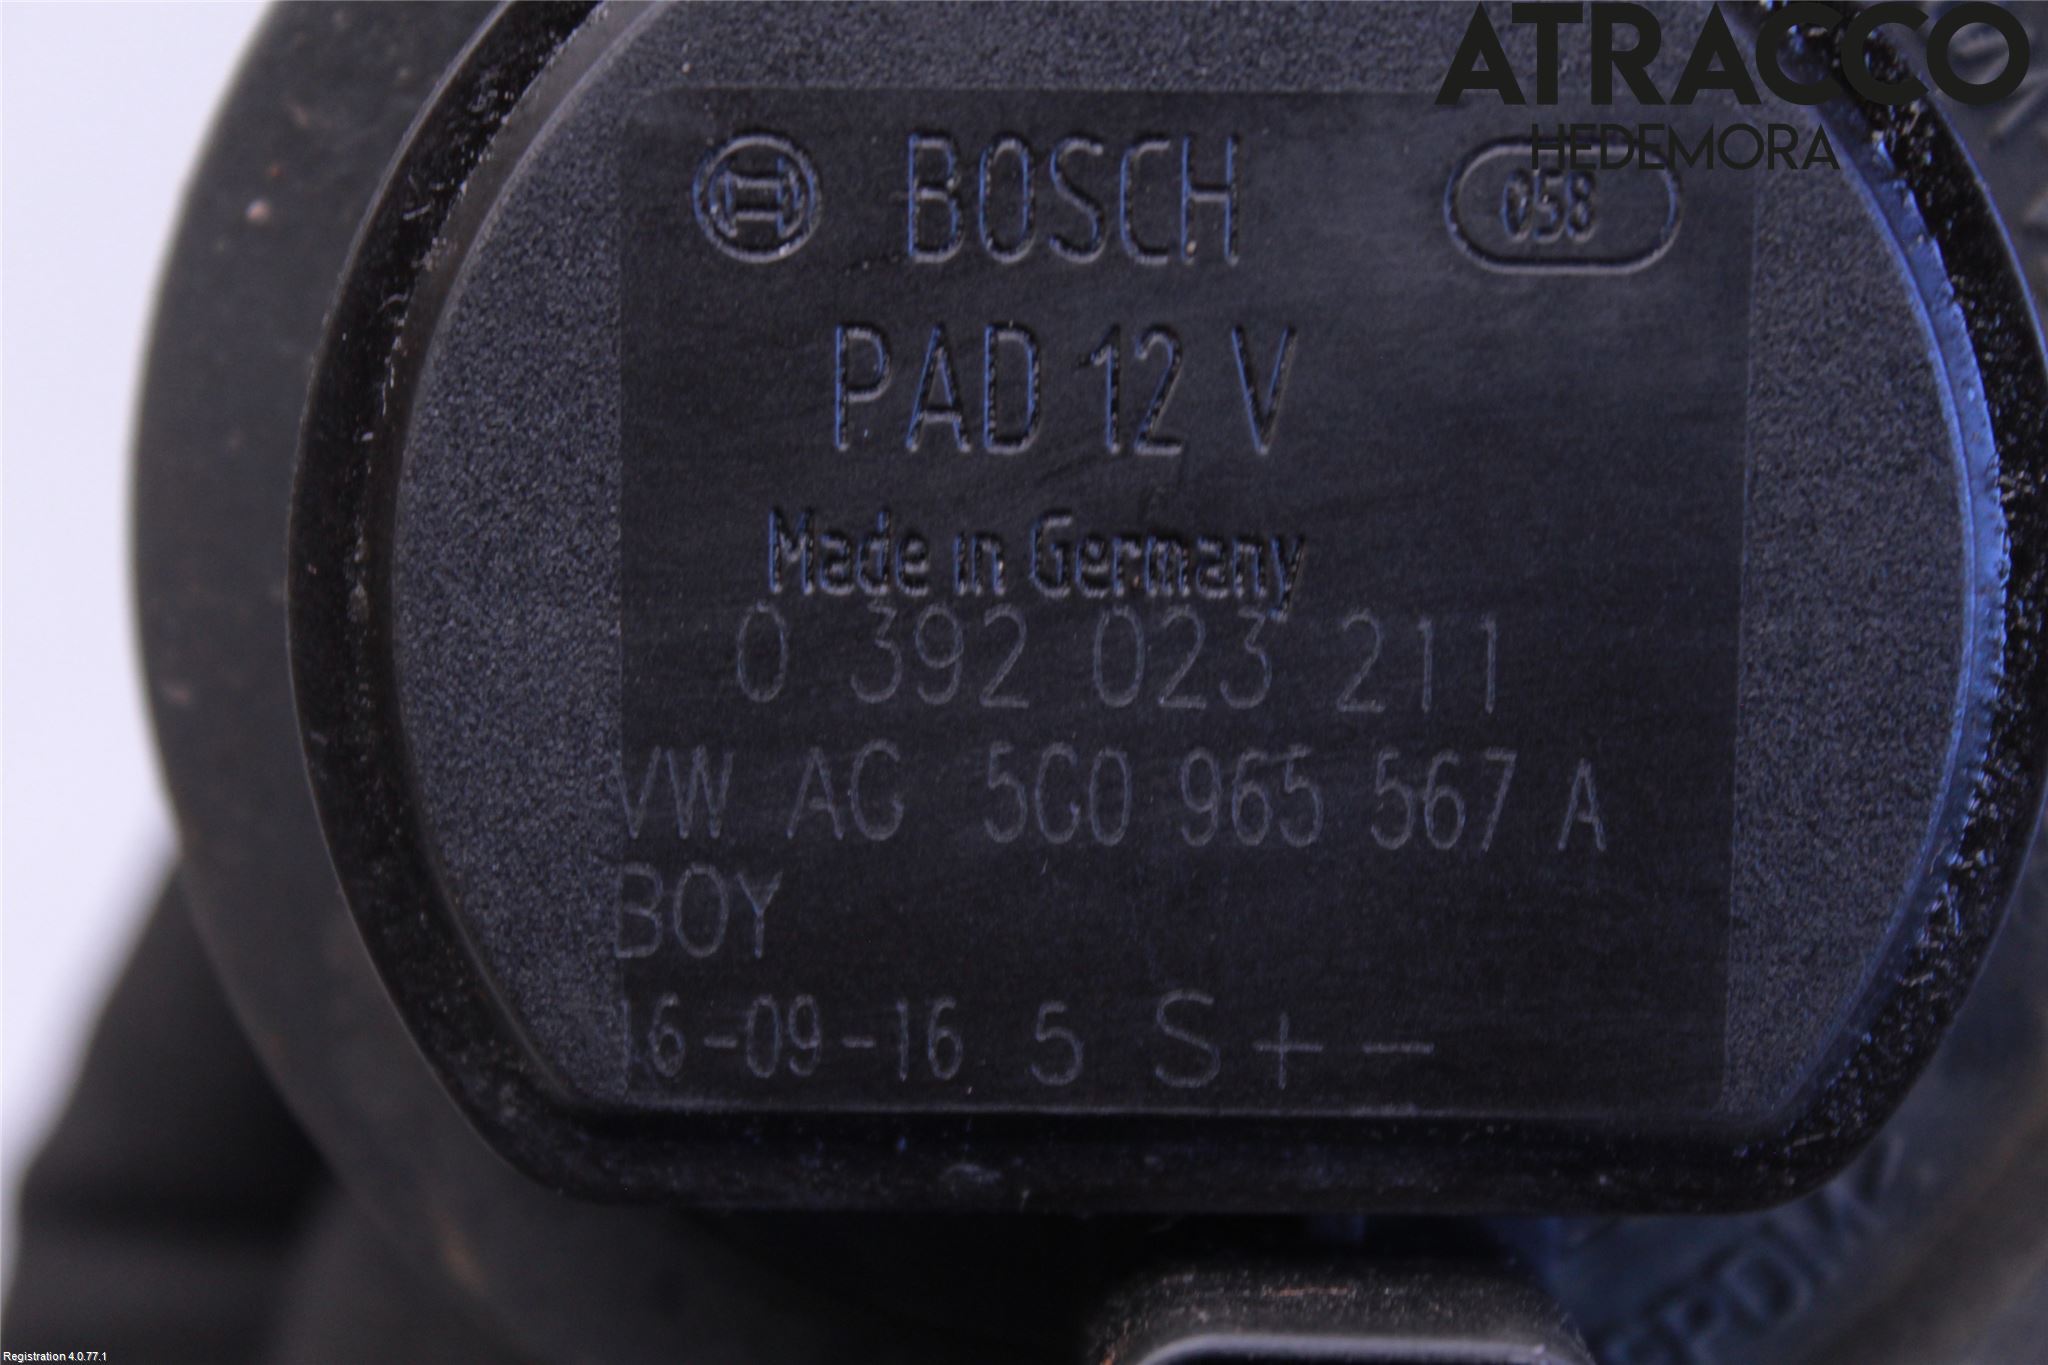 ATRACCO
HEDEMORA
BOSCH 058
PAD 12 V
Made in Germany
0 392 023 211
VW AG 5G0 965 567 A
BOY
16-09-16 5 S + -
Registration 4.0.77.1